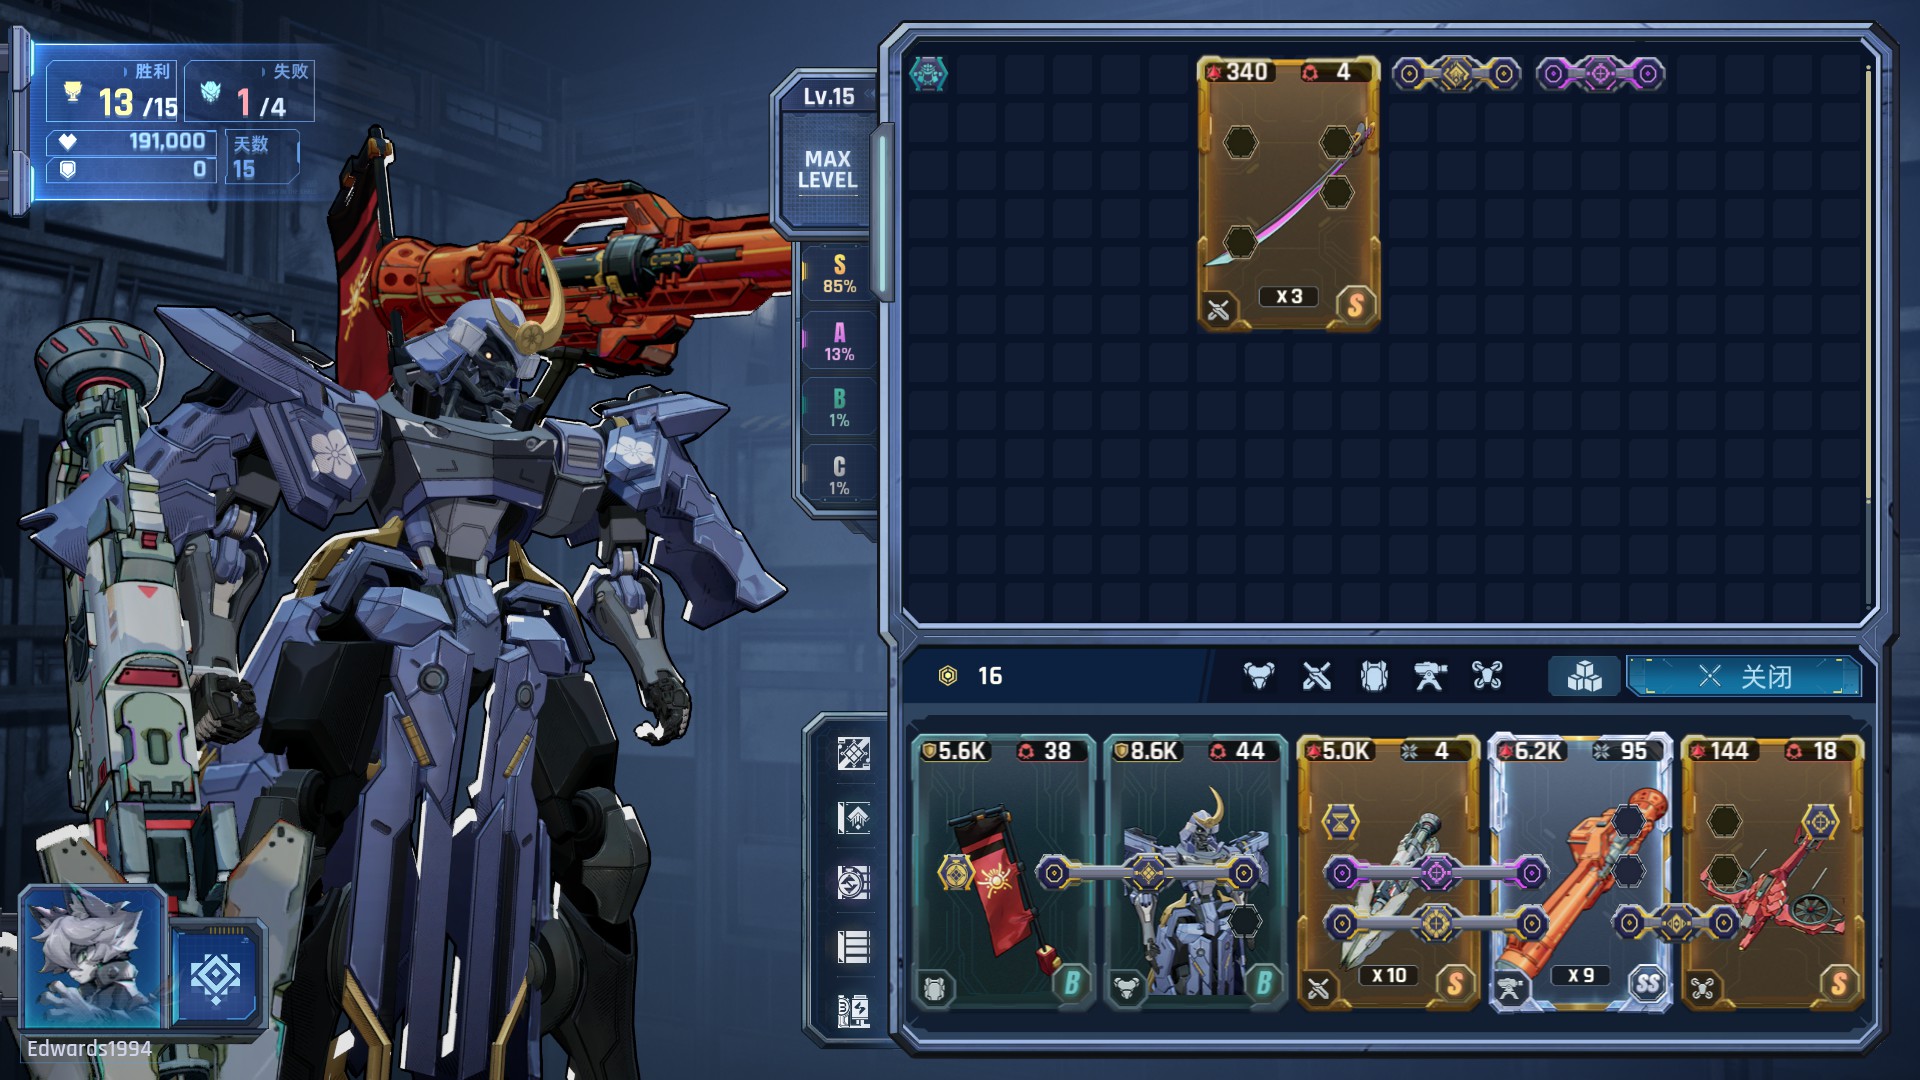 胜利
13 /15
失败
1 /4
191,000
0
天数
15
Lv.15
MAX
LEVEL
S
85%
A
13%
B
1%
C
1%
340 4
x3
S
16
关闭
5.6K 38
B
8.6K 44
B
5.0K 4
x10
S
6.2K 95
x9
SS
144 18
S
Edwards1994